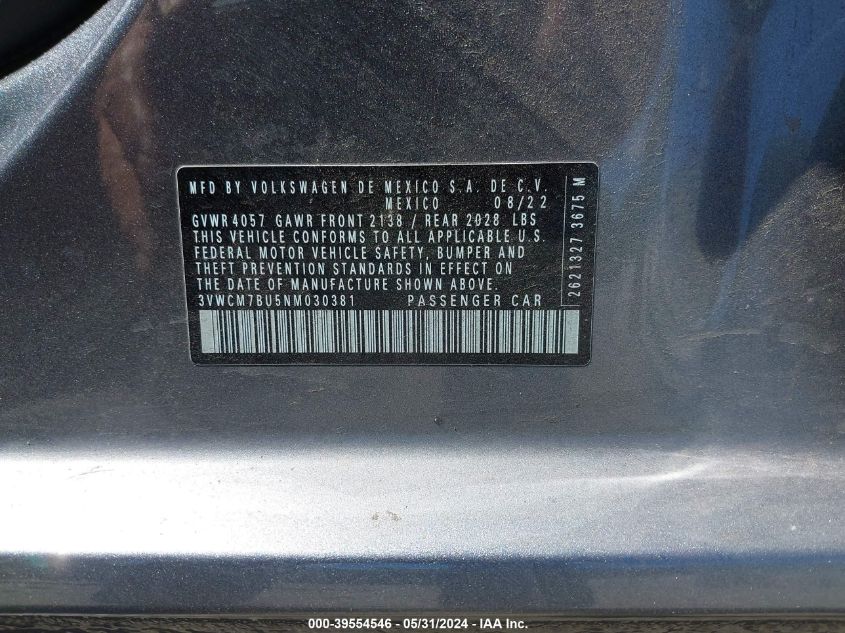 MFD BY VOLKSWAGEN DE MEXICO S.A. DE C.V.
MEXICO 08/22
GVWR 4057 GAWR FRONT 2138 / REAR 2028 LBS
THIS VEHICLE CONFORMS TO ALL APPLICABLE U.S.
FEDERAL MOTOR VEHICLE SAFETY, BUMPER AND
THEFT PREVENTION STANDARDS IN EFFECT ON
THE DATE OF MANUFACTURE SHOWN ABOVE.
3VWCM7BU5NM030381 PASSENGER CAR
2621327 3675 M
000-39554546 - 05/31/2024 - IAA Inc.